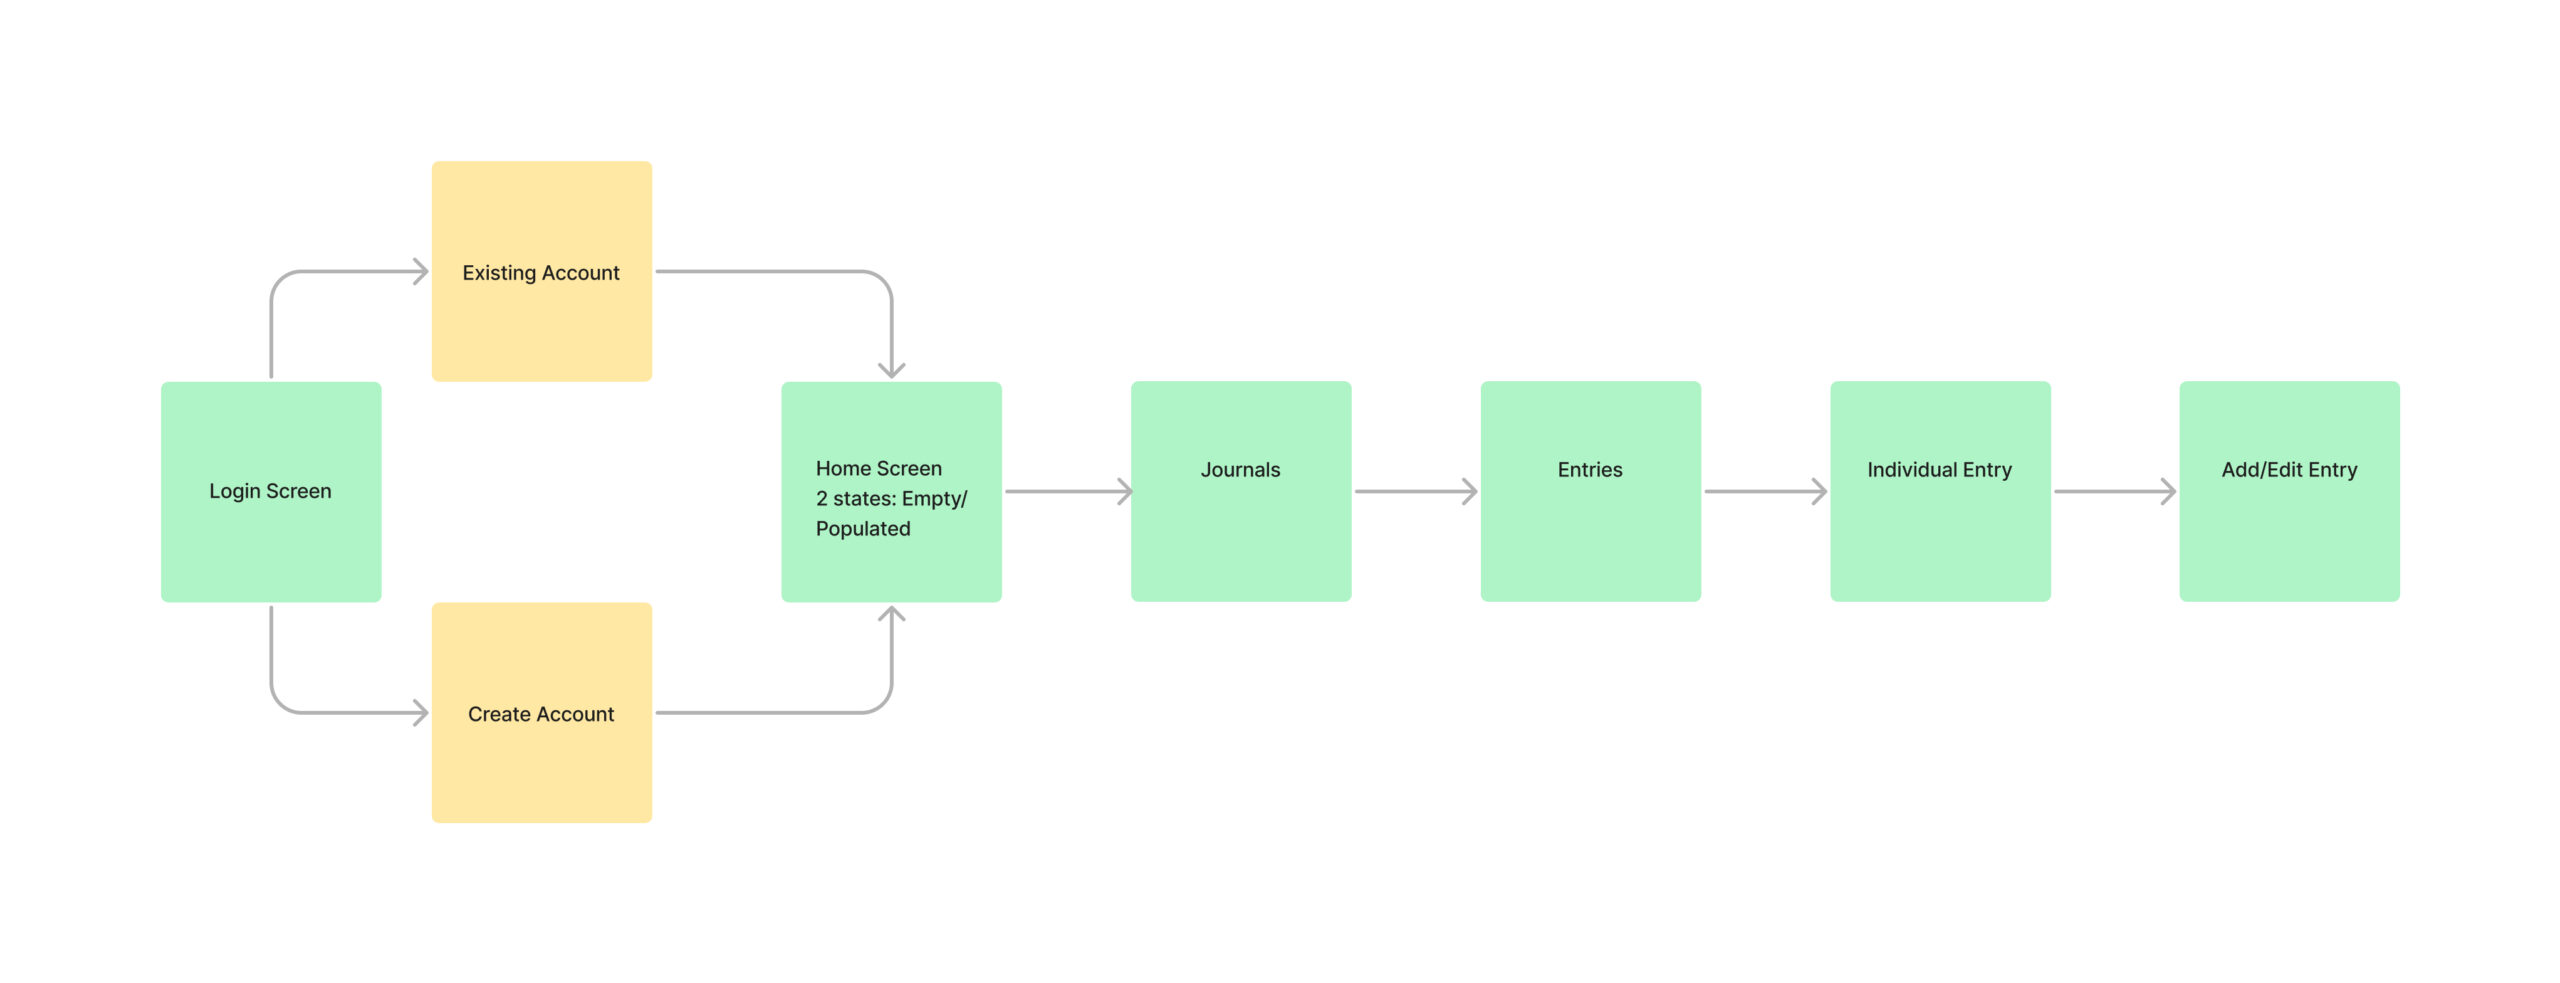 Existing Account
Login Screen
Home Screen
2 states: Empty/
Populated
Journals
Entries
Individual Entry
Add/Edit Entry
Create Account